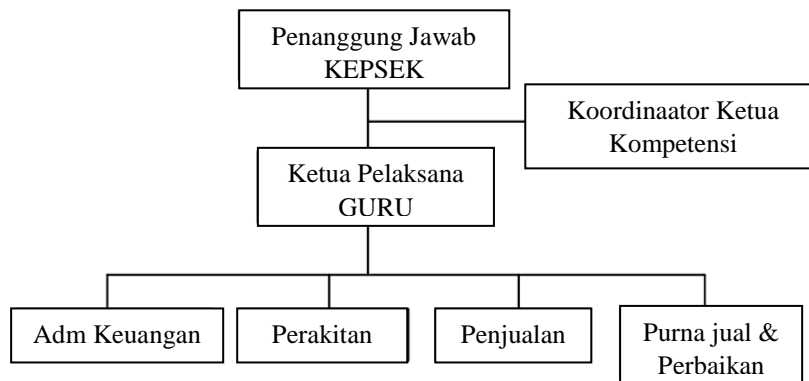 Penanggung Jawab
KEPSEK
Koordinaator Ketua
Kompetensi
Ketua Pelaksana
GURU
Adm Keuangan
Perakitan
Penjualan
Purna jual &
Perbaikan